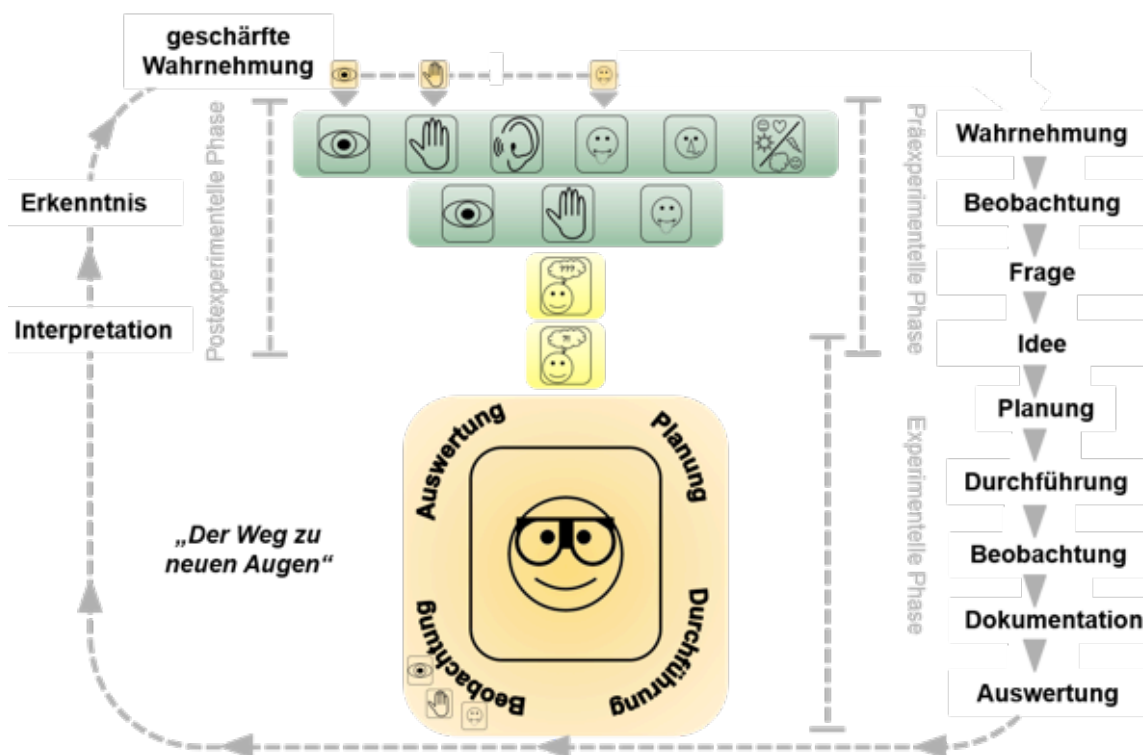 geschärfte
Wahrnehmung
Postexperimentelle Phase
Präexperimentelle Phase
Wahrnehmung
Erkenntnis
Beobachtung
???
Frage
Interpretation
?!
Idee
Auswertung
Planung
Planung
Experimentelle Phase
Durchführung
„Der Weg zu
neuen Augen“
Beobachtung
Beobachtung
Durchführung
Dokumentation
Auswertung